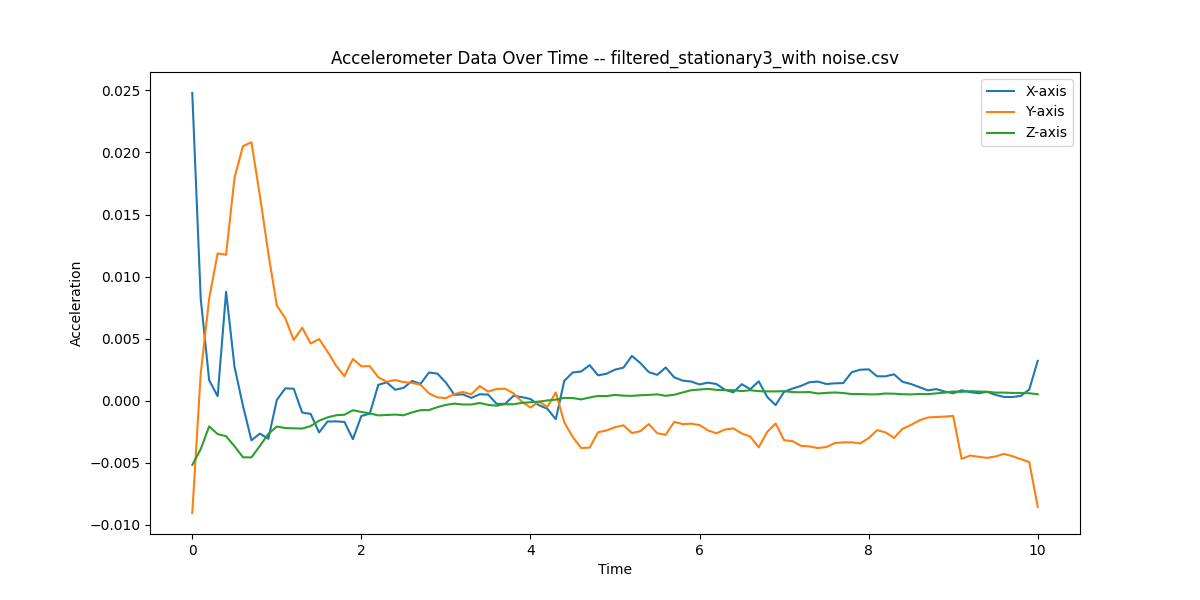 Accelerometer Data Over Time -- filtered_stationary3_with noise.csv
X-axis
Y-axis
Z-axis
0.025
0.020
0.015
0.010
0.005
0.000
−0.005
−0.010
Acceleration
0 2 4 6 8 10
Time